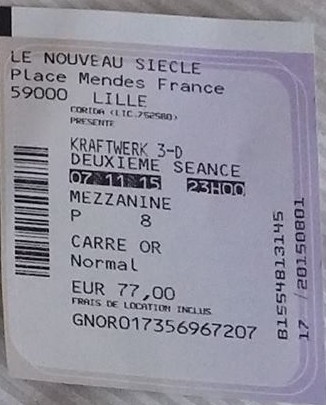 LE NOUVEAU SIECLE
Place Mendes France
59000 LILLE
CORIDA (LIC.752580)
PRESENTE
KRAFTWERK 3-D
DEUXIEME SEANCE
07 11 15 23H00
MEZZANINE
P 8
CARRE OR
Normal
EUR 77,00
FRAIS DE LOCATION INCLUS
GNOR017356967207
B1554813145
17 / 20150801